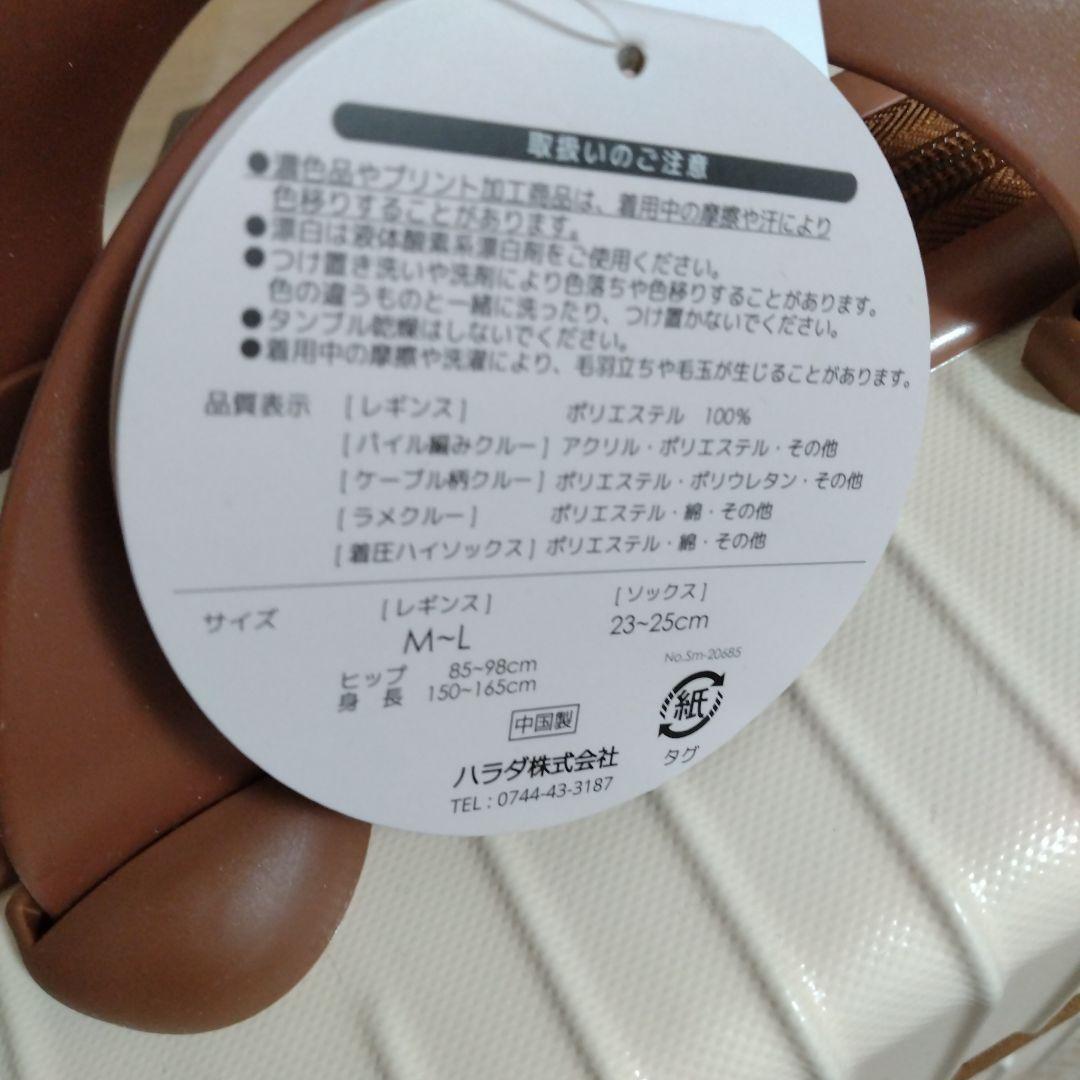 取扱いのご注意
●濃色品やプリント加工商品は、着用中の摩擦や汗により
色移りすることがあります。
●漂白は液体酸素系漂白剤をご使用ください。
●つけ置き洗いや洗剤により色落ちや色移りすることがあります。
色の違うものと一緒に洗ったり、つけ置かないでください。
●タンブル乾燥はしないでください。
●着用中の摩擦や洗濯により、毛羽立ちや毛玉が生じることがあります。
品質表示 [レギンス] ポリエステル 100%
[パイル編みクルー] アクリル・ポリエステル・その他
[ケーブル柄クルー] ポリエステル・ポリウレタン・その他
[ラメクルー] ポリエステル・綿・その他
[着圧ハイソックス] ポリエステル・綿・その他
サイズ [レギンス] [ソックス]
M~L 23~25cm
ヒップ 85~98cm
身長 150~165cm
No.Sm-20685
紙
タグ
中国製
ハラダ株式会社
TEL:0744-43-3187